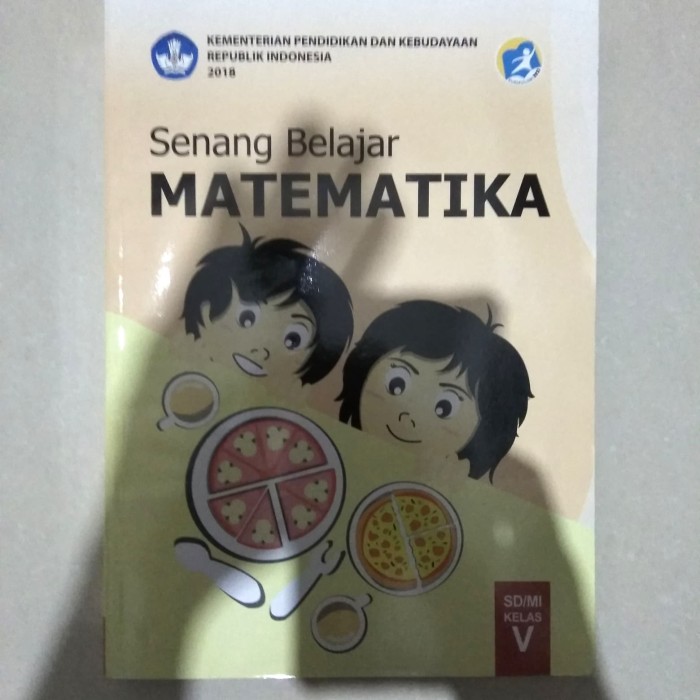 KEMENTERIAN PENDIDIKAN DAN KEBUDAYAAN
REPUBLIK INDONESIA
2018
Senang Belajar
MATEMATIKA
SD/MI
KELAS
V